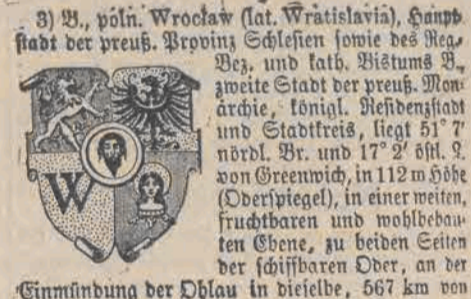 3) B., poln. Wrocław (lat. Wratislavia), Haupt-
stadt der preuß. Provinz Schlesien sowie des Reg.-
Bez. und kath. Bistums B.,
zweite Stadt der preuß. Mon-
archie, königl. Residenzstadt
und Stadtkreis, liegt 51° 7'
nördl. Br. und 17° 2' östl. L.
von Greenwich, in 112 m Höhe
(Oderspiegel), in einer weiten,
fruchtbaren und wohlbebau-
ten Ebene, zu beiden Seiten
der schiffbaren Oder, an der
Einmündung der Ohlau in dieselbe, 567 km von
W